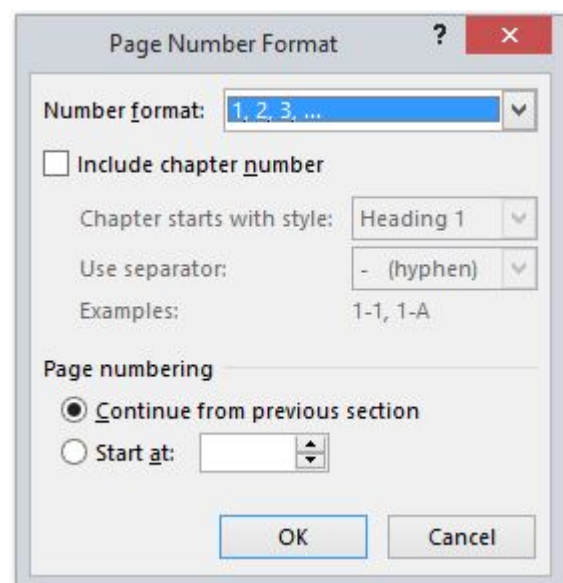 Page Number Format ? ×
Number format: 1, 2, 3, ...
Include chapter number
Chapter starts with style: Heading 1
Use separator: - (hyphen)
Examples: 1-1, 1-A
Page numbering
Continue from previous section
Start at:
OK Cancel